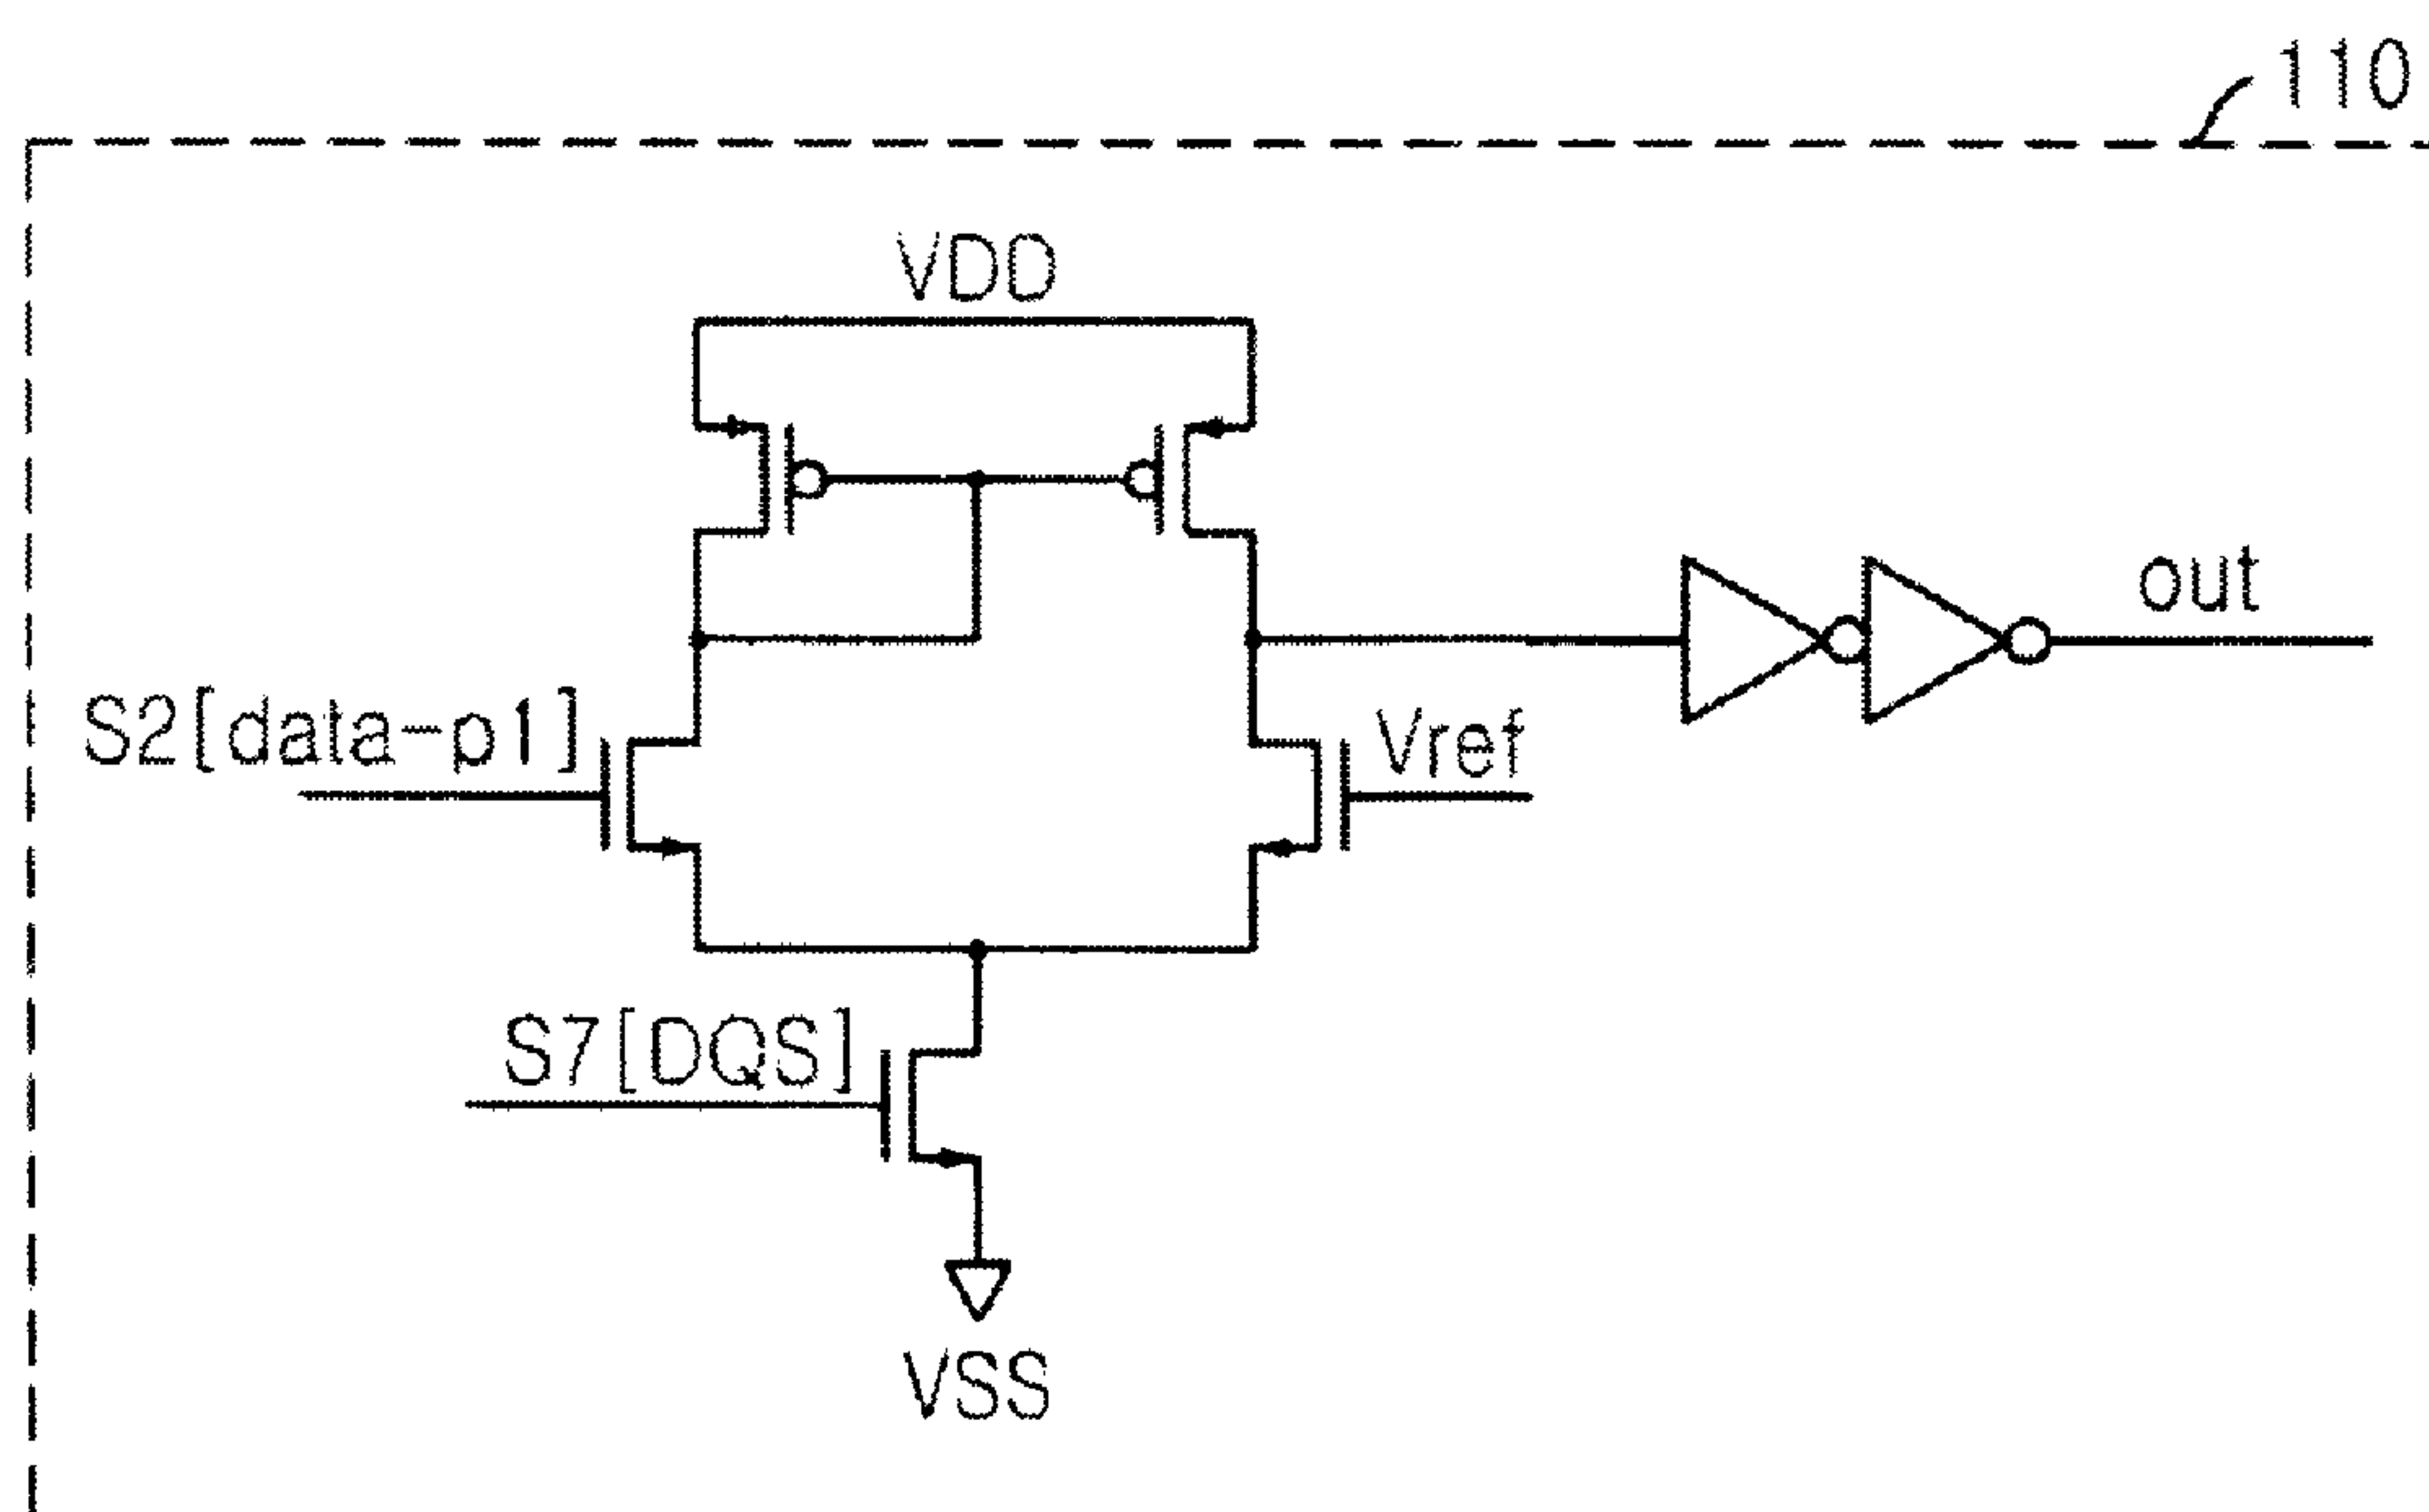 110
VDD
out
S2[data-p1]
Vref
S7[DQS]
VSS